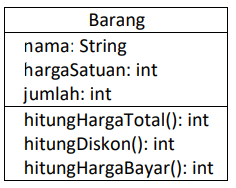 Barang
nama: String
hargaSatuan: int
jumlah: int
hitungHargaTotal(): int
hitungDiskon(): int
hitungHargaBayar(): int